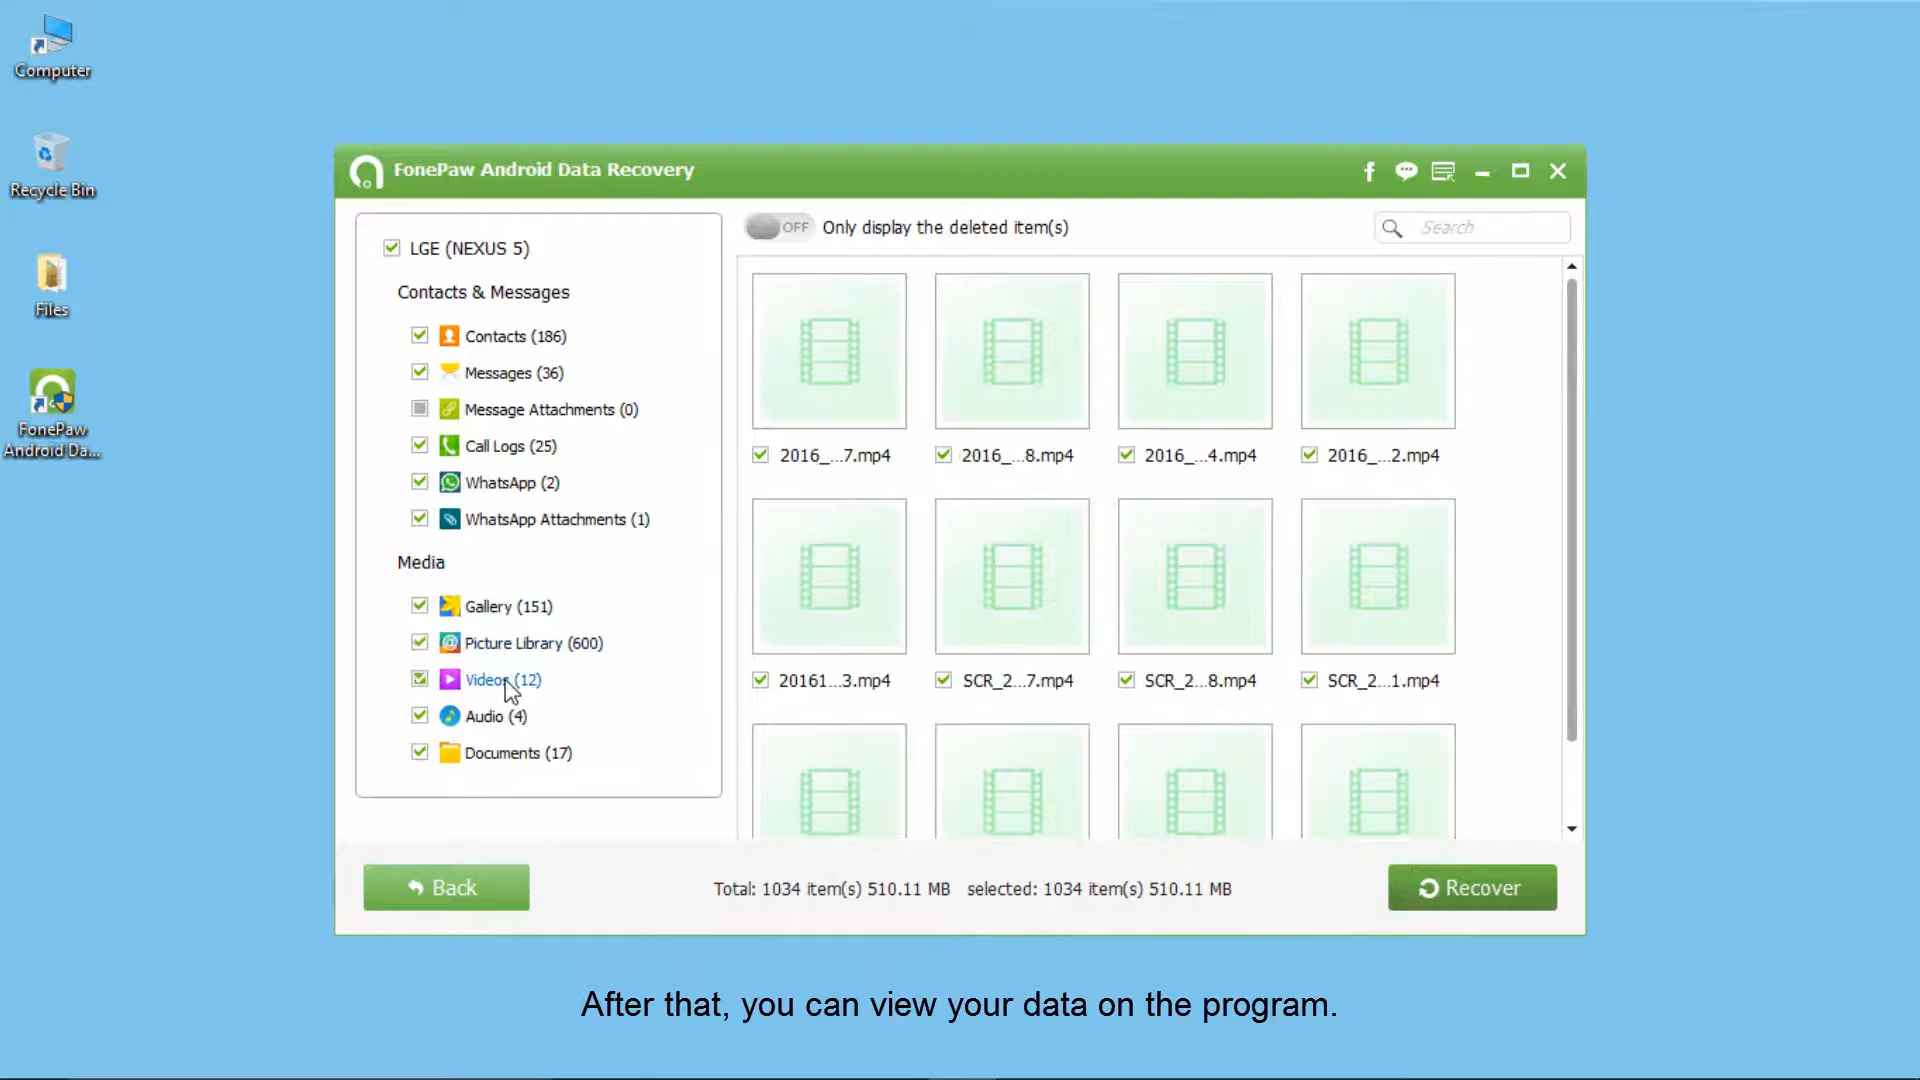 Computer
Recycle Bin
Files
FonePaw
Android Da...
FonePaw Android Data Recovery
LGE (NEXUS 5)
Contacts & Messages
Contacts (186)
Messages (36)
Message Attachments (0)
Call Logs (25)
WhatsApp (2)
WhatsApp Attachments (1)
Media
Gallery (151)
Picture Library (600)
Videos (12)
Audio (4)
Documents (17)
OFF Only display the deleted item(s)
Search
2016_...7.mp4 2016_...8.mp4 2016_...4.mp4 2016_...2.mp4
20161...3.mp4 SCR_2...7.mp4 SCR_2...8.mp4 SCR_2...1.mp4
Back
Total: 1034 item(s) 510.11 MB selected: 1034 item(s) 510.11 MB
Recover
After that, you can view your data on the program.